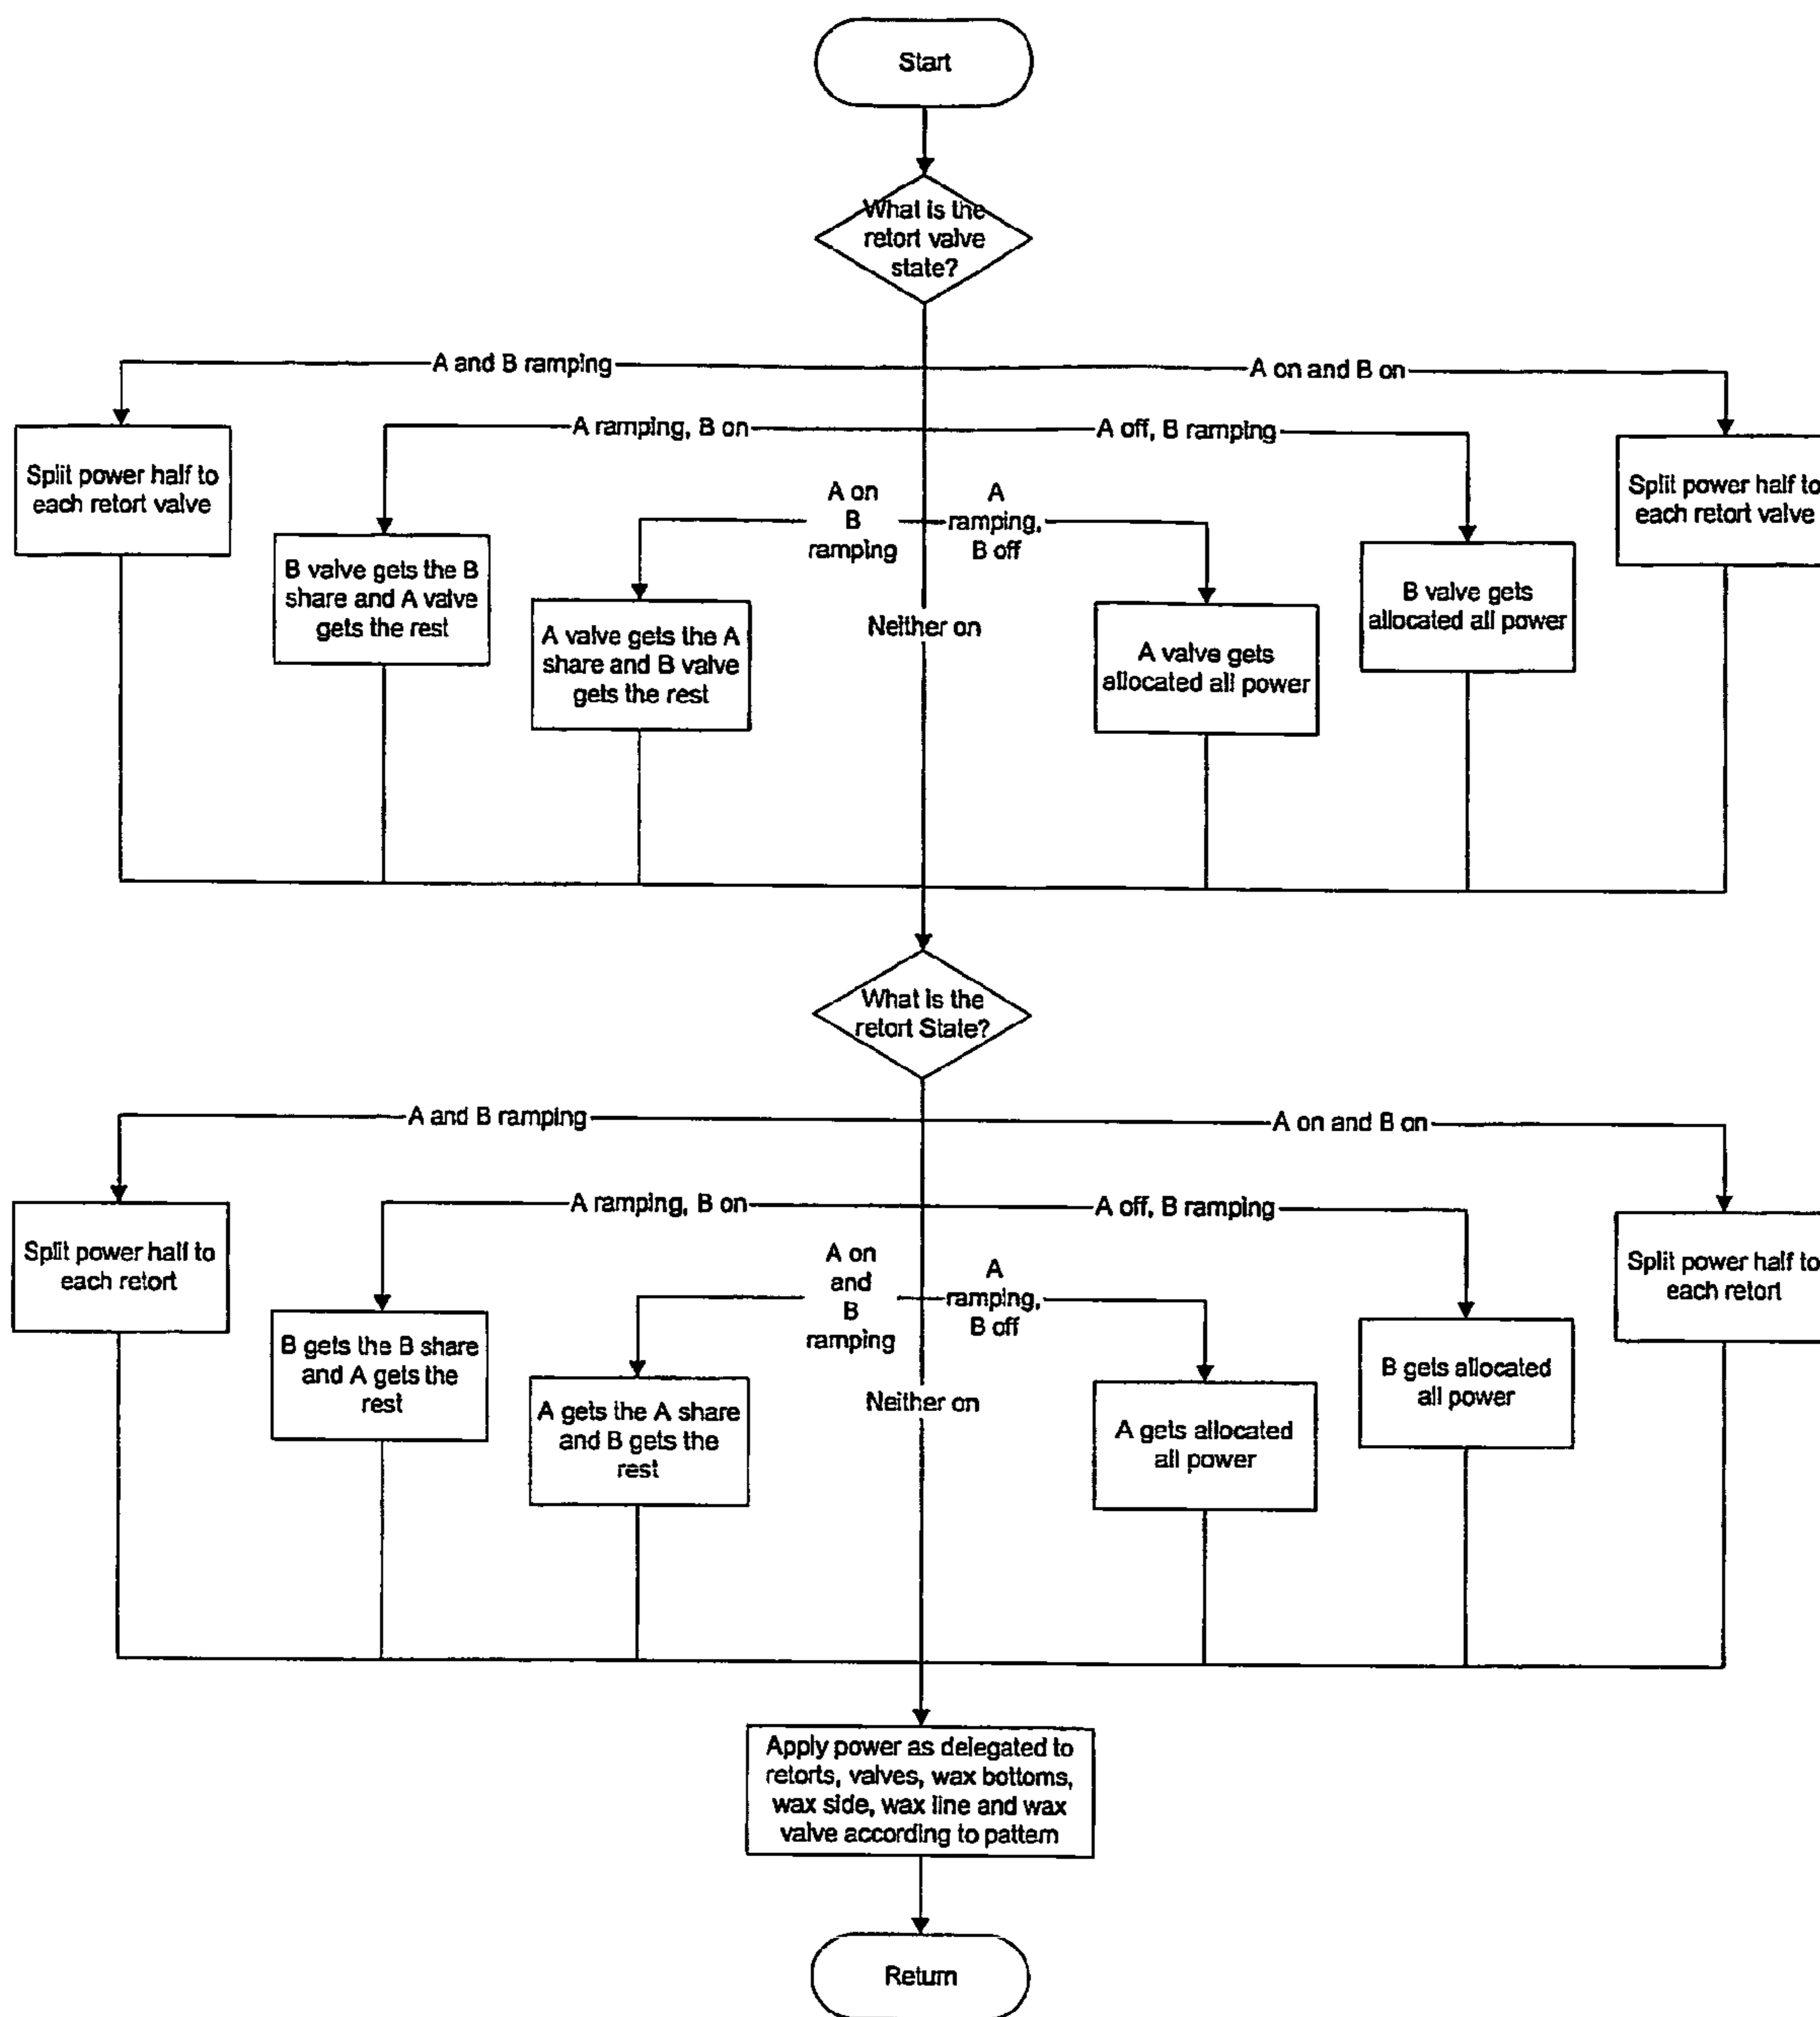 Start
What is the
retort valve
state?
A and B ramping
A on and B on
A ramping, B on
A off, B ramping
Split power half to
each retort valve
Split power half to
each retort valve
A on
B
ramping
A
ramping,
B off
B valve gets the B
share and A valve
gets the rest
B valve gets
allocated all power
A valve gets the A
share and B valve
gets the rest
Neither on
A valve gets
allocated all power
What is the
retort State?
A and B ramping
A on and B on
A ramping, B on
A off, B ramping
Split power half to
each retort
Split power half to
each retort
A on
and
B
ramping
A
ramping,
B off
B gets the B share
and A gets the
rest
B gets allocated
all power
A gets the A share
and B gets the
rest
Neither on
A gets allocated
all power
Apply power as delegated to
retorts, valves, wax bottoms,
wax side, wax line and wax
valve according to pattern
Return